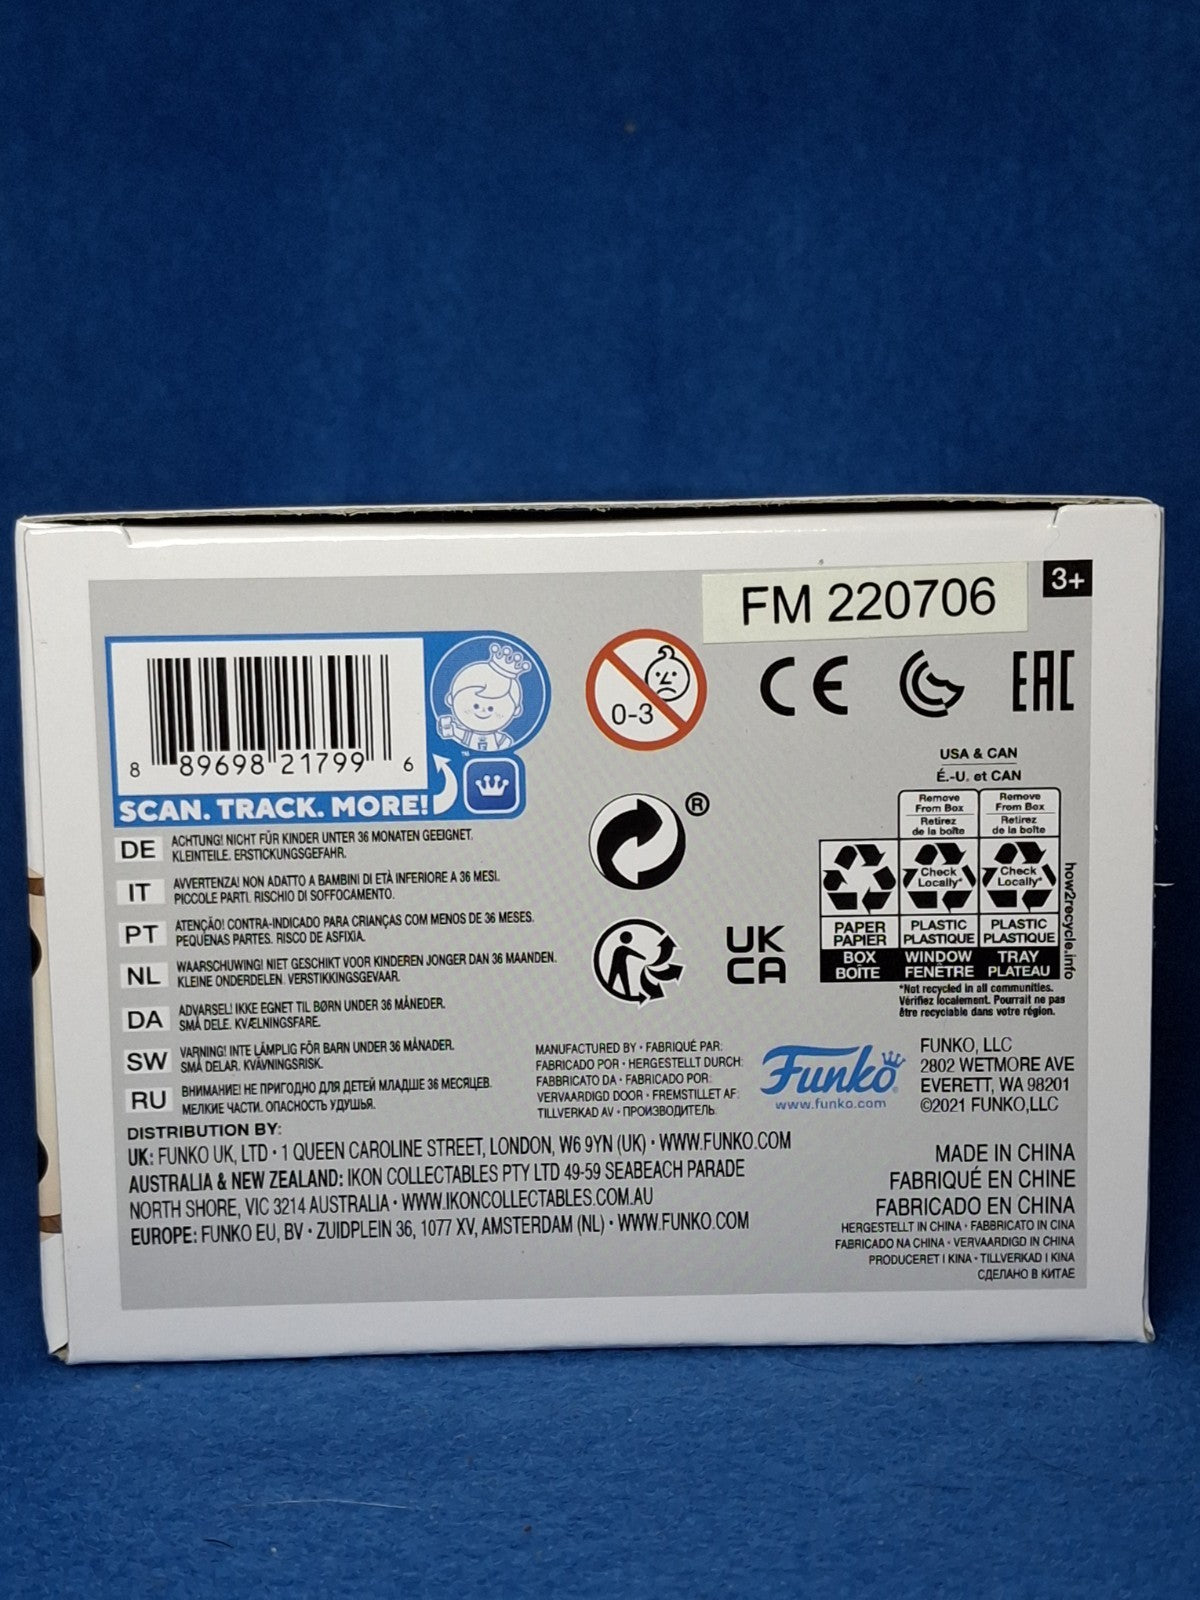 FM 220706
3+
8 89698 21799 6
SCAN. TRACK. MORE!
™
0-3
CE
EAC
®
UK
CA
USA & CAN
É.-U. et CAN
Remove
From Box
Retirez
de la boîte
Remove
From Box
Retirez
de la boîte
Check
Locally*
Check
Locally*
PAPER
PAPIER
PLASTIC
PLASTIQUE
PLASTIC
PLASTIQUE
BOX
BOÎTE
WINDOW
FENÊTRE
TRAY
PLATEAU
how2recycle.info
*Not recycled in all communities.
Vérifiez localement. Pourrait ne pas
être recyclable dans votre région.
DE ACHTUNG! NICHT FÜR KINDER UNTER 36 MONATEN GEEIGNET.
KLEINTEILE. ERSTICKUNGSGEFAHR.
IT AVVERTENZA! NON ADATTO A BAMBINI DI ETÀ INFERIORE A 36 MESI.
PICCOLE PARTI. RISCHIO DI SOFFOCAMENTO.
PT ATENÇÃO! CONTRA-INDICADO PARA CRIANÇAS COM MENOS DE 36 MESES.
PEQUENAS PARTES. RISCO DE ASFIXIA.
NL WAARSCHUWING! NIET GESCHIKT VOOR KINDEREN JONGER DAN 36 MAANDEN.
KLEINE ONDERDELEN. VERSTIKKINGSGEVAAR.
DA ADVARSEL! IKKE EGNET TIL BØRN UNDER 36 MÅNEDER.
SMÅ DELE. KVÆLNINGSFARE.
SW VARNING! INTE LÄMPLIG FÖR BARN UNDER 36 MÅNADER.
SMÅ DELAR. KVÄVNINGSRISK.
RU ВНИМАНИЕ! НЕ ПРИГОДНО ДЛЯ ДЕТЕЙ МЛАДШЕ 36 МЕСЯЦЕВ.
МЕЛКИЕ ЧАСТИ. ОПАСНОСТЬ УДУШЬЯ.
MANUFACTURED BY • FABRIQUÉ PAR:
FABRICADO POR • HERGESTELLT DURCH:
FABBRICATO DA • FABRICADO POR:
VERVAARDIGD DOOR • FREMSTILLET AF:
TILLVERKAD AV • ПРОИЗВОДИТЕЛЬ:
Funko®
www.funko.com
FUNKO, LLC
2802 WETMORE AVE
EVERETT, WA 98201
©2021 FUNKO,LLC
DISTRIBUTION BY:
UK: FUNKO UK, LTD • 1 QUEEN CAROLINE STREET, LONDON, W6 9YN (UK) • WWW.FUNKO.COM
AUSTRALIA & NEW ZEALAND: IKON COLLECTABLES PTY LTD 49-59 SEABEACH PARADE
NORTH SHORE, VIC 3214 AUSTRALIA • WWW.IKONCOLLECTABLES.COM.AU
EUROPE: FUNKO EU, BV • ZUIDPLEIN 36, 1077 XV, AMSTERDAM (NL) • WWW.FUNKO.COM
MADE IN CHINA
FABRIQUÉ EN CHINE
FABRICADO EN CHINA
HERGESTELLT IN CHINA • FABBRICATO IN CINA
FABRICADO NA CHINA • VERVAARDIGD IN CHINA
PRODUCERET I KINA • TILLVERKAD I KINA
СДЕЛАНО В КИТАЕ